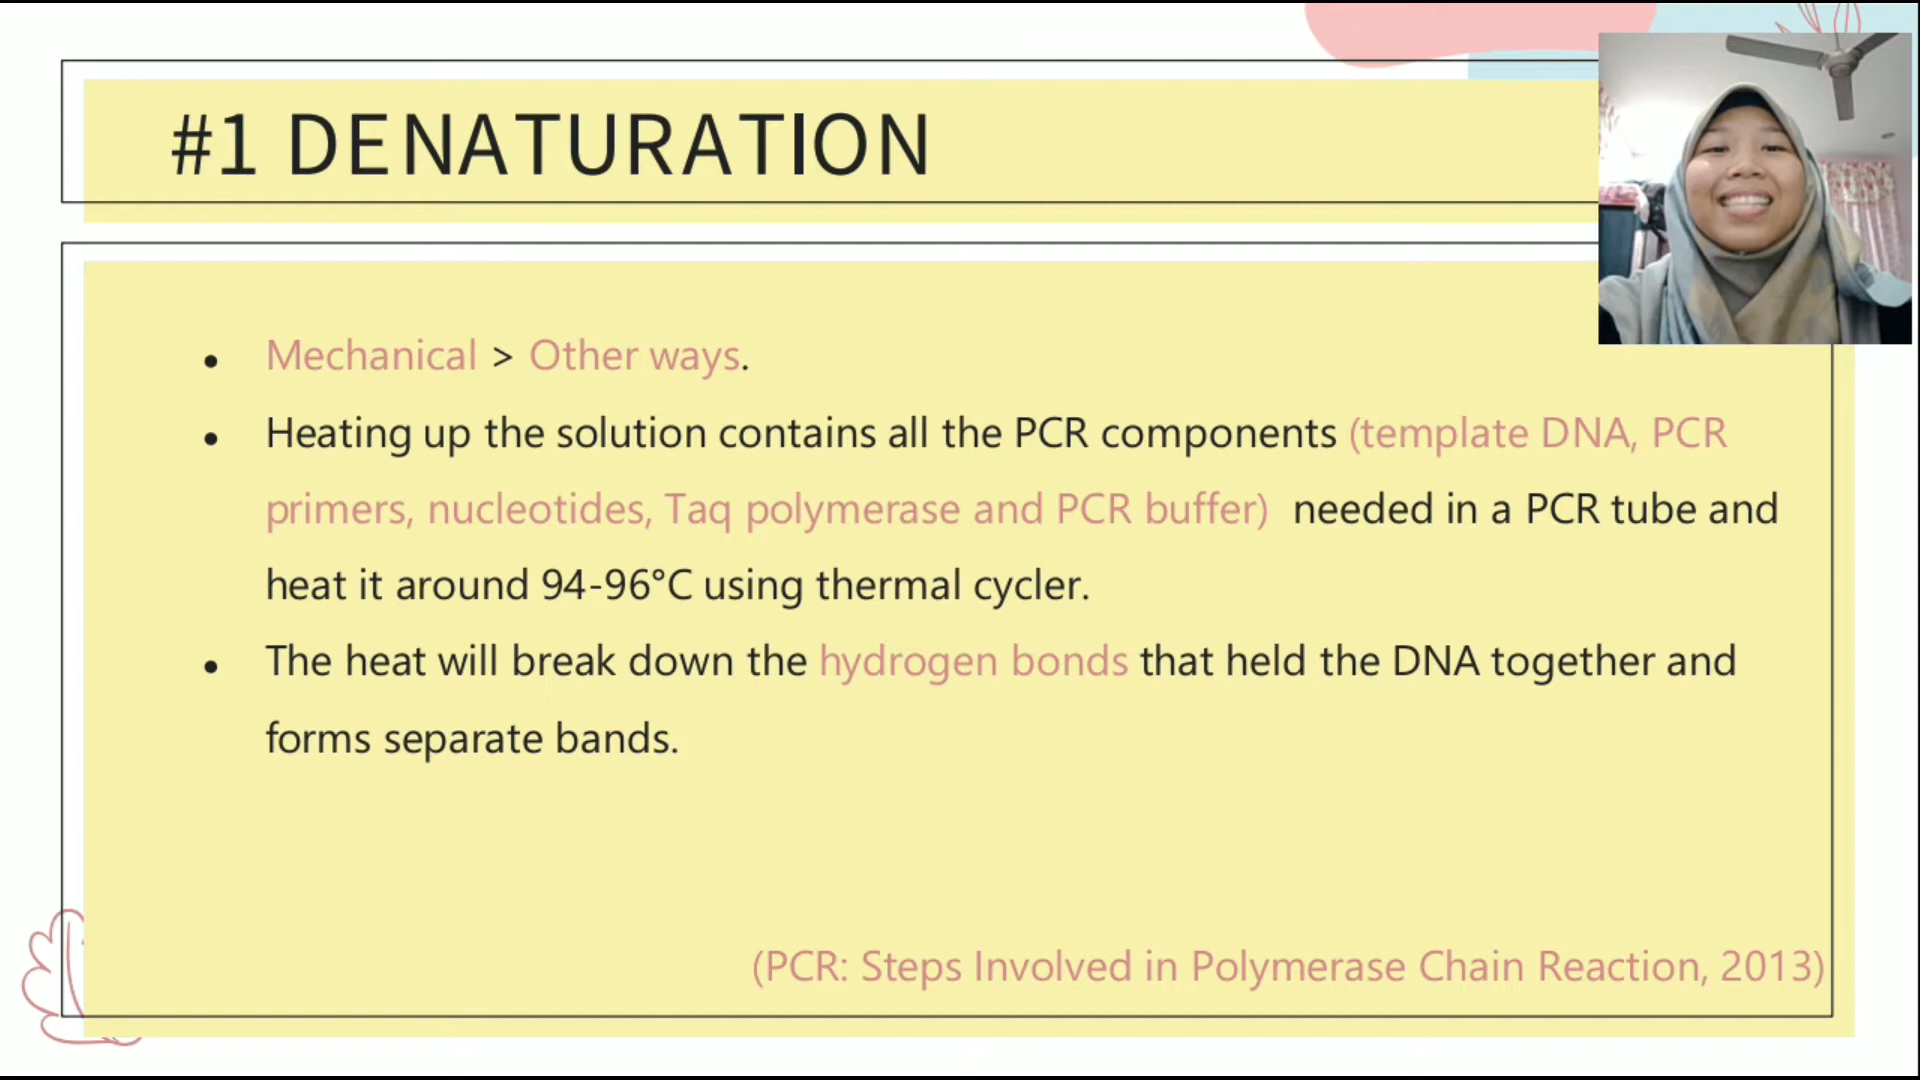 #1 DENATURATION
● Mechanical > Other ways.
● Heating up the solution contains all the PCR components (template DNA, PCR
primers, nucleotides, Taq polymerase and PCR buffer) needed in a PCR tube and
heat it around 94-96°C using thermal cycler.
● The heat will break down the hydrogen bonds that held the DNA together and
forms separate bands.
(PCR: Steps Involved in Polymerase Chain Reaction, 2013)